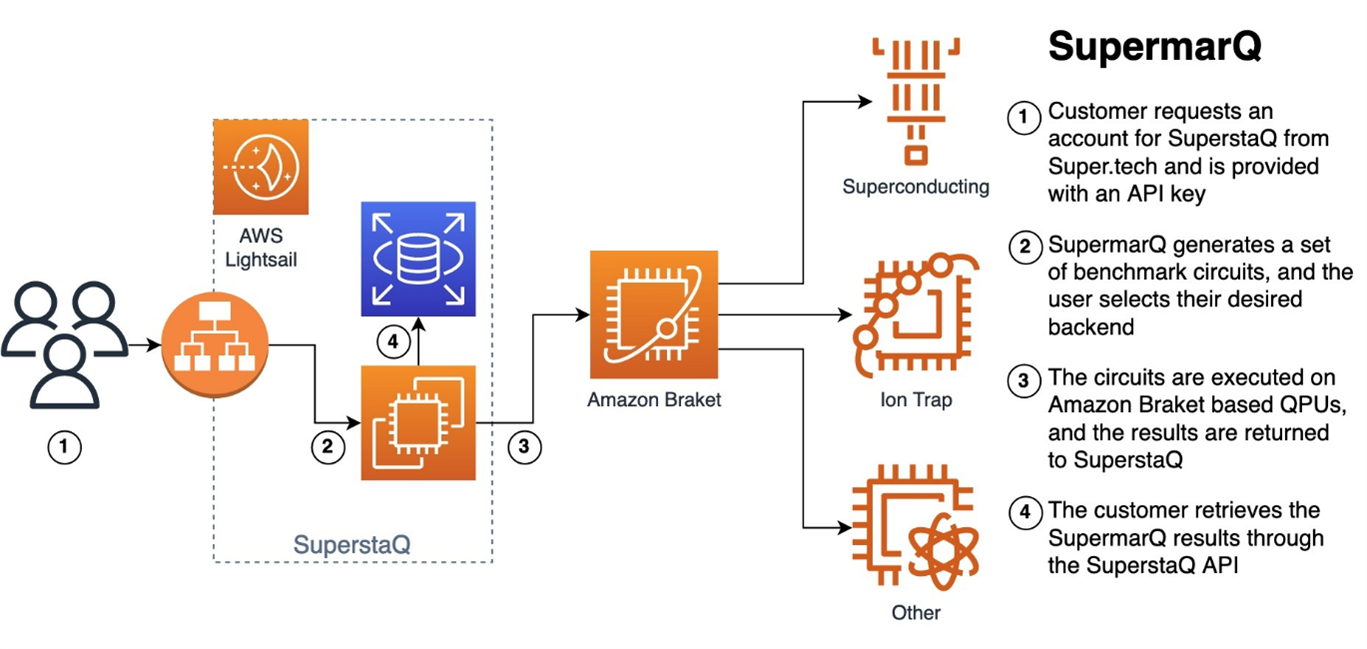 SupermarQ
1 Customer requests an
account for SuperstaQ from
Super.tech and is provided
with an API key
2 SupermarQ generates a set
of benchmark circuits, and the
user selects their desired
backend
3 The circuits are executed on
Amazon Braket based QPUs,
and the results are returned
to SuperstaQ
4 The customer retrieves the
SupermarQ results through
the SuperstaQ API
AWS
Lightsail
1
2
3
4
SuperstaQ
Amazon Braket
Superconducting
Ion Trap
Other